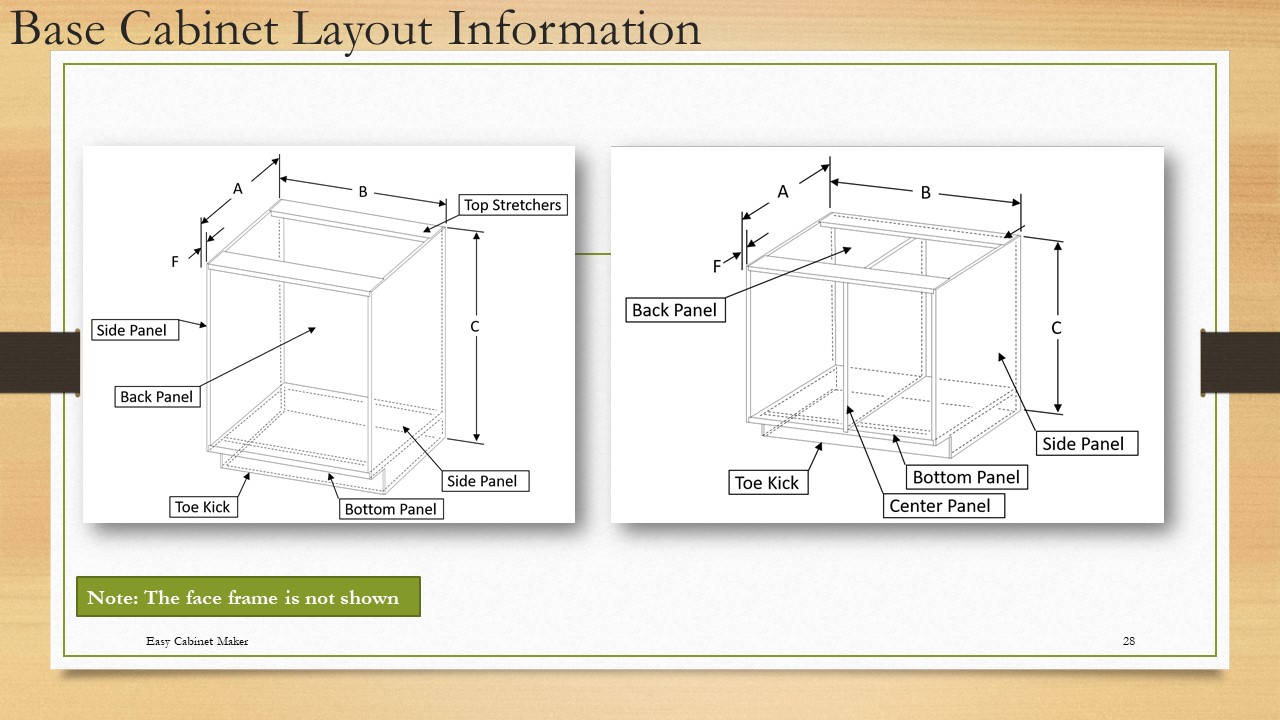 Base Cabinet Layout Information
A
B
Top Stretchers
F
Side Panel
C
Back Panel
Side Panel
Toe Kick
Bottom Panel
A
B
F
Back Panel
C
Side Panel
Toe Kick
Bottom Panel
Center Panel
Note: The face frame is not shown
Easy Cabinet Maker
28